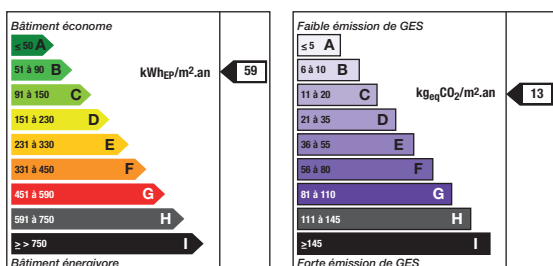 Bâtiment économe
≤ 50 A
51 à 90 B
kWhEP/m².an
59
91 à 150 C
151 à 230 D
231 à 330 E
331 à 450 F
451 à 590 G
591 à 750 H
≥ > 750 I
Bâtiment énergivore
Faible émission de GES
≤ 5 A
6 à 10 B
11 à 20 C
kgeqCO2/m².an
13
21 à 35 D
36 à 55 E
56 à 80 F
81 à 110 G
111 à 145 H
≥145 I
Forte émission de GES